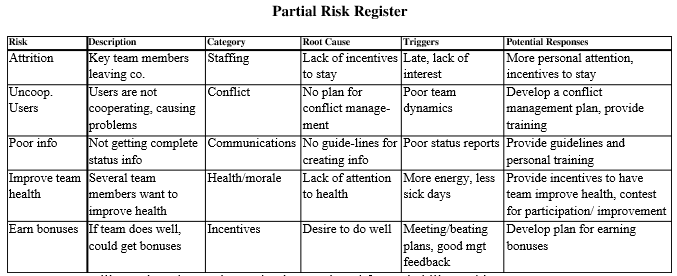 Partial Risk Register
Risk Description Category Root Cause Triggers Potential Responses
Attrition Key team members Staffing Lack of incentives Late, lack of More personal attention,
leaving co. to stay interest incentives to stay
Uncoop. Users are not Conflict No plan for Poor team Develop a conflict
Users cooperating, causing conflict manage- dynamics management plan, provide
problems ment training
Poor info Not getting complete Communications No guide-lines for Poor status reports Provide guidelines and
status info creating info personal training
Improve team Several team Health/morale Lack of attention More energy, less Provide incentives to have
health members want to to health sick days team improve health, contest
improve health for participation/ improvement
Earn bonuses If team does well, Incentives Desire to do well Meeting/beating Develop plan for earning
could get bonuses plans, good mgt bonuses
feedback